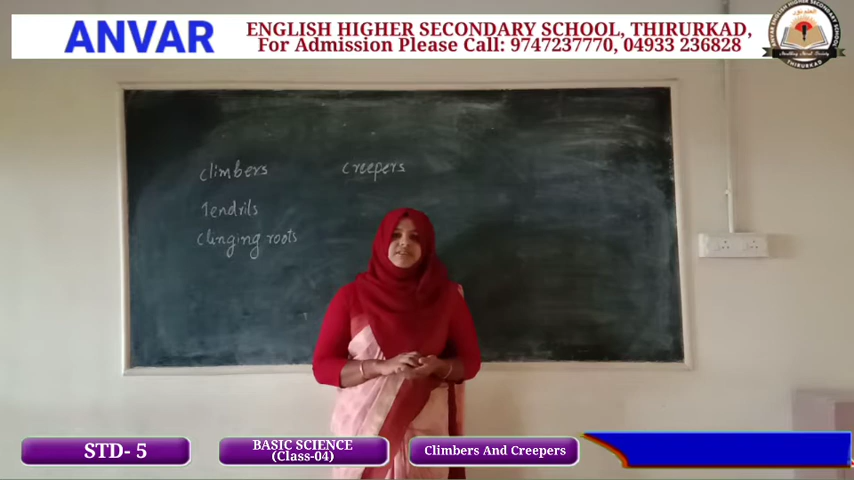 ANVAR
ENGLISH HIGHER SECONDARY SCHOOL, THIRURKAD,
For Admission Please Call: 9747237770, 04933 236828
THIRURKAD
climbers
creepers
Tendrils
clinging roots
STD- 5
BASIC SCIENCE
(Class-04)
Climbers And Creepers